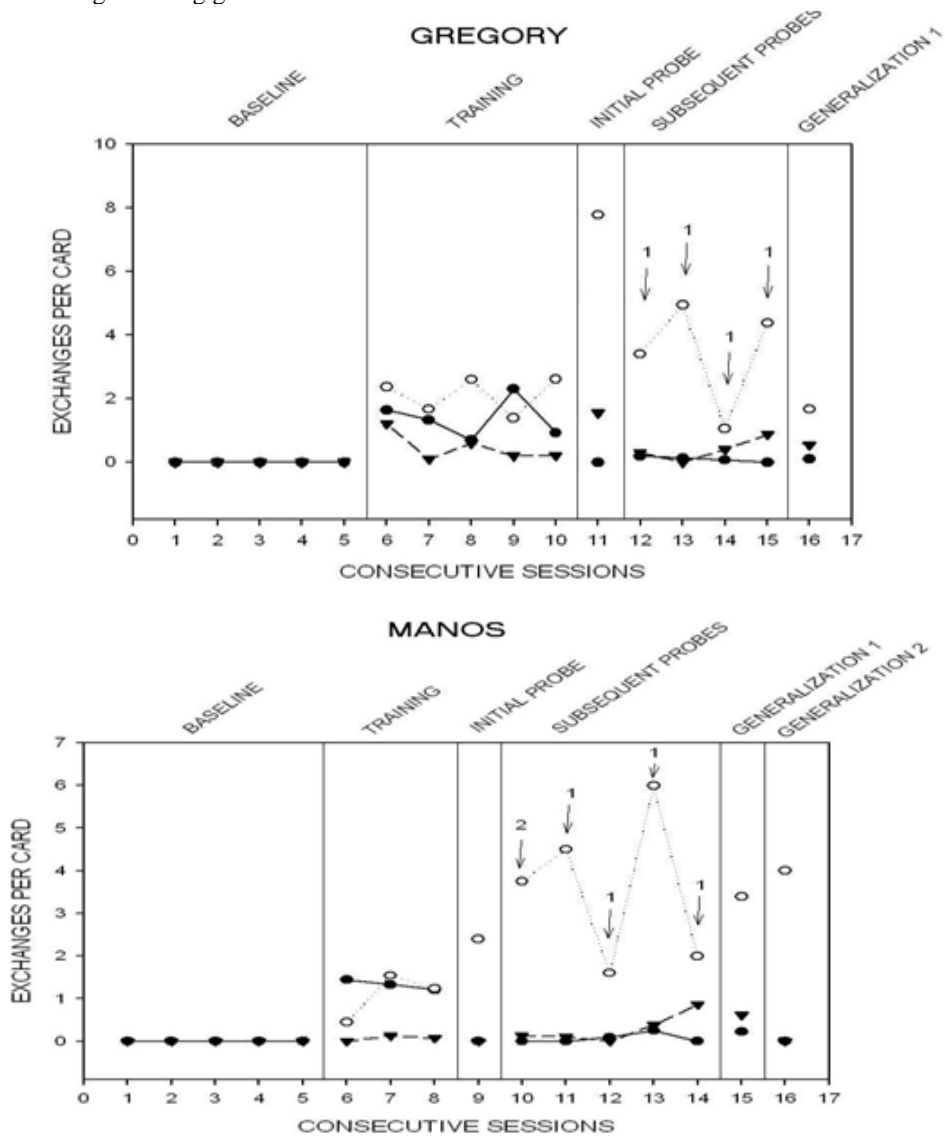 GREGORY
BASELINE
TRAINING
INITIAL PROBE
SUBSEQUENT PROBES
GENERALIZATION 1
EXCHANGES PER CARD
10
8
6
4
2
0
1 1 1 1
0 1 2 3 4 5 6 7 8 9 10 11 12 13 14 15 16 17
CONSECUTIVE SESSIONS
MANOS
BASELINE
TRAINING
INITIAL PROBE
SUBSEQUENT PROBES
GENERALIZATION 1
GENERALIZATION 2
EXCHANGES PER CARD
7
6
5
4
3
2
1
0
2 1 1 1 1
0 1 2 3 4 5 6 7 8 9 10 11 12 13 14 15 16 17
CONSECUTIVE SESSIONS